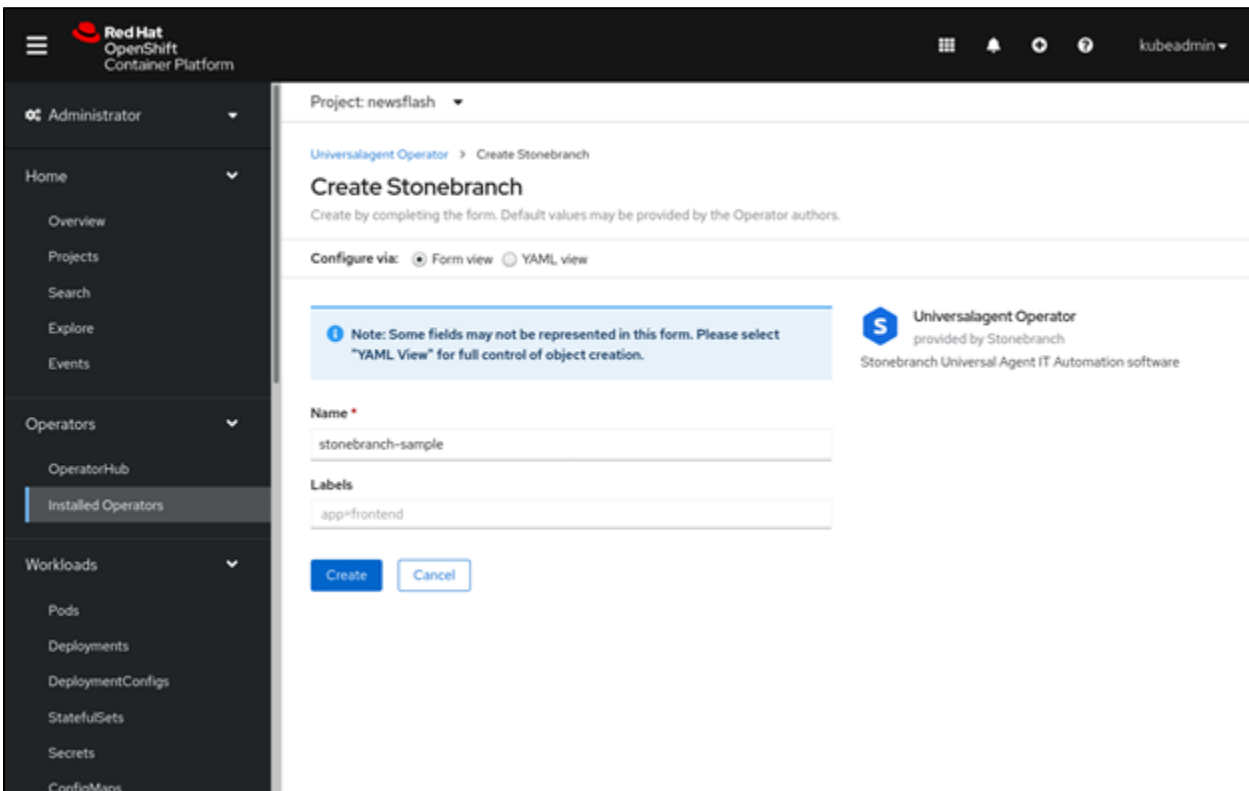 Red Hat
OpenShift
Container Platform
kubeadmin
Administrator
Home
Overview
Projects
Search
Explore
Events
Operators
OperatorHub
Installed Operators
Workloads
Pods
Deployments
DeploymentConfigs
StatefulSets
Secrets
ConfigMaps
Project: newsflash
Universalagent Operator > Create Stonebranch
Create Stonebranch
Create by completing the form. Default values may be provided by the Operator authors.
Configure via: Form view YAML view
Note: Some fields may not be represented in this form. Please select
"YAML View" for full control of object creation.
Name *
stonebranch-sample
Labels
app=frontend
Create Cancel
S
Universalagent Operator
provided by Stonebranch
Stonebranch Universal Agent IT Automation software